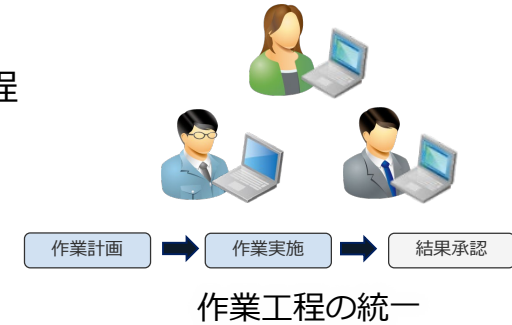 程
作業計画
作業実施
結果承認
作業工程の統一